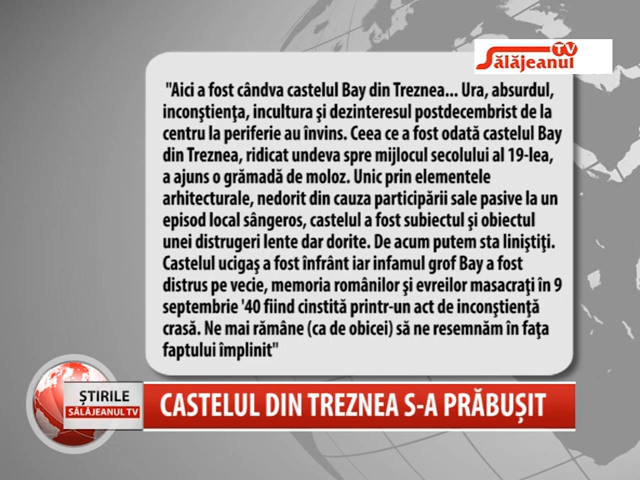 TV
Sălăjeanul
"Aici a fost cândva castelul Bay din Treznea... Ura, absurdul,
inconştienţa, incultura şi dezinteresul postdecembrist de la
centru la periferie au învins. Ceea ce a fost odată castelul Bay
din Treznea, ridicat undeva spre mijlocul secolului al 19-lea,
a ajuns o grămadă de moloz. Unic prin elementele
arhitecturale, nedorit din cauza participării sale pasive la un
episod local sângeros, castelul a fost subiectul şi obiectul
unei distrugeri lente dar dorite. De acum putem sta liniştiţi.
Castelul ucigaş a fost înfrânt iar infamul grof Bay a fost
distrus pe vecie, memoria românilor şi evreilor masacraţi în 9
septembrie '40 fiind cinstită printr-un act de inconştienţă
crasă. Ne mai rămâne (ca de obicei) să ne resemnăm în faţa
faptului împlinit"
ŞTIRILE
SĂLĂJEANUL TV
CASTELUL DIN TREZNEA S-A PRĂBUŞIT